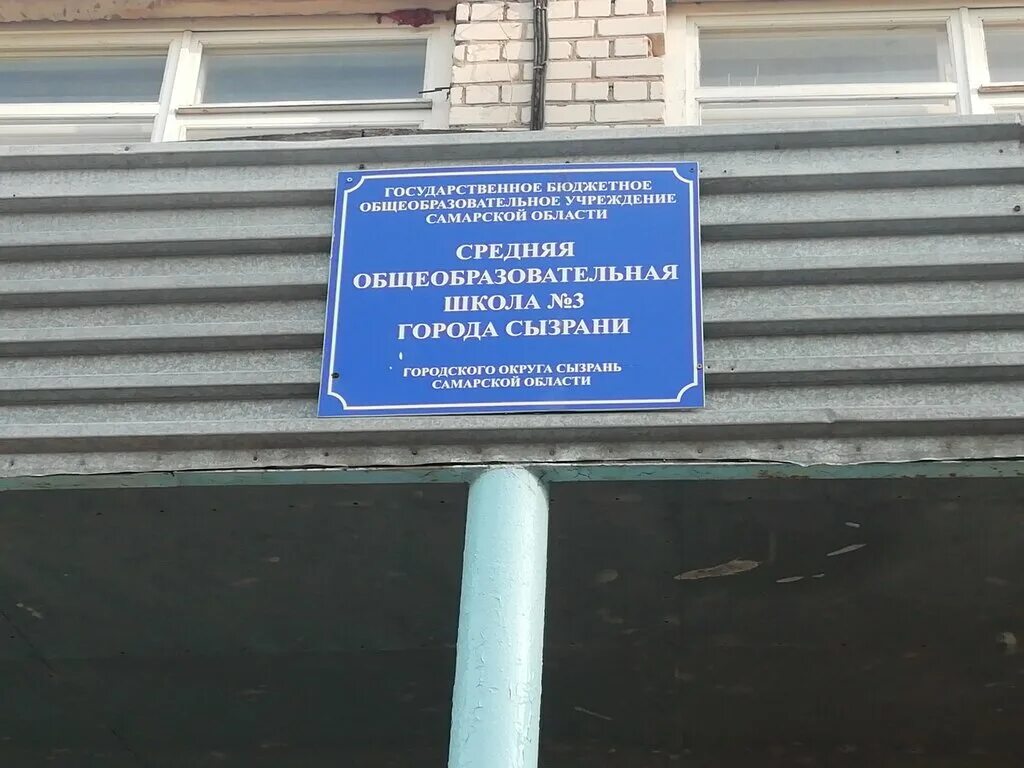 ГОСУДАРСТВЕННОЕ БЮДЖЕТНОЕ
ОБЩЕОБРАЗОВАТЕЛЬНОЕ УЧРЕЖДЕНИЕ
САМАРСКОЙ ОБЛАСТИ
СРЕДНЯЯ
ОБЩЕОБРАЗОВАТЕЛЬНАЯ
ШКОЛА №3
ГОРОДА СЫЗРАНИ
ГОРОДСКОГО ОКРУГА СЫЗРАНЬ
САМАРСКОЙ ОБЛАСТИ